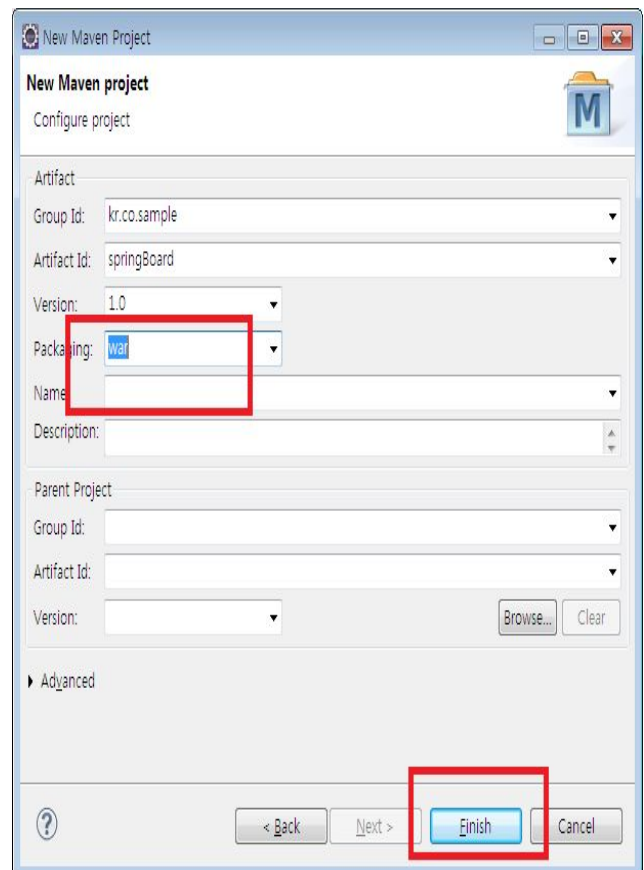 New Maven Project
New Maven project
Configure project
M
Artifact
Group Id: kr.co.sample
Artifact Id: springBoard
Version: 1.0
Packaging: war
Name
Description:
Parent Project
Group Id:
Artifact Id:
Version: Browse... Clear
Advanced
? < Back Next > Finish Cancel